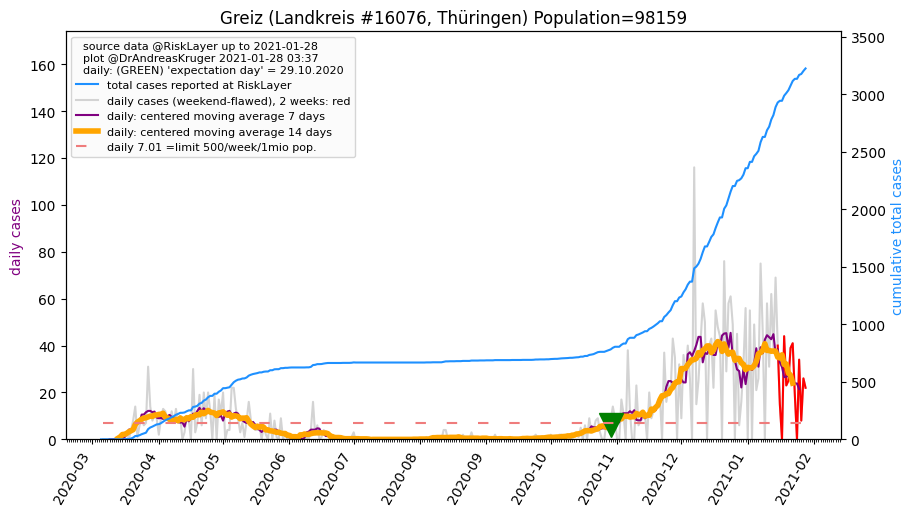 Greiz (Landkreis #16076, Thüringen) Population=98159
source data @RiskLayer up to 2021-01-28
plot @DrAndreasKruger 2021-01-28 03:37
daily: (GREEN) 'expectation day' = 29.10.2020
total cases reported at RiskLayer
daily cases (weekend-flawed), 2 weeks: red
daily: centered moving average 7 days
daily: centered moving average 14 days
daily 7.01 =limit 500/week/1mio pop.
daily cases
160
140
120
100
80
60
40
20
0
cumulative total cases
3500
3000
2500
2000
1500
1000
500
0
2020-03
2020-04
2020-05
2020-06
2020-07
2020-08
2020-09
2020-10
2020-11
2020-12
2021-01
2021-02